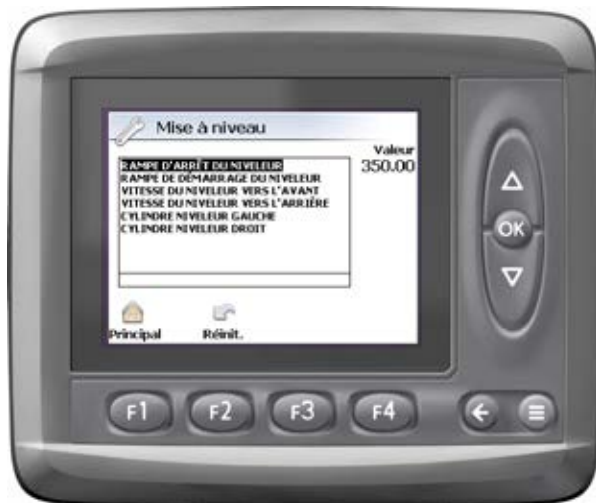 Mise à niveau
Valeur
350.00
RAMPE D'ARRÊT DU NIVELEUR
RAMPE DE DÉMARRAGE DU NIVELEUR
VITESSE DU NIVELEUR VERS L'AVANT
VITESSE DU NIVELEUR VERS L'ARRIÈRE
CYLINDRE NIVELEUR GAUCHE
CYLINDRE NIVELEUR DROIT
Principal
Réinit.
OK
F1
F2
F3
F4